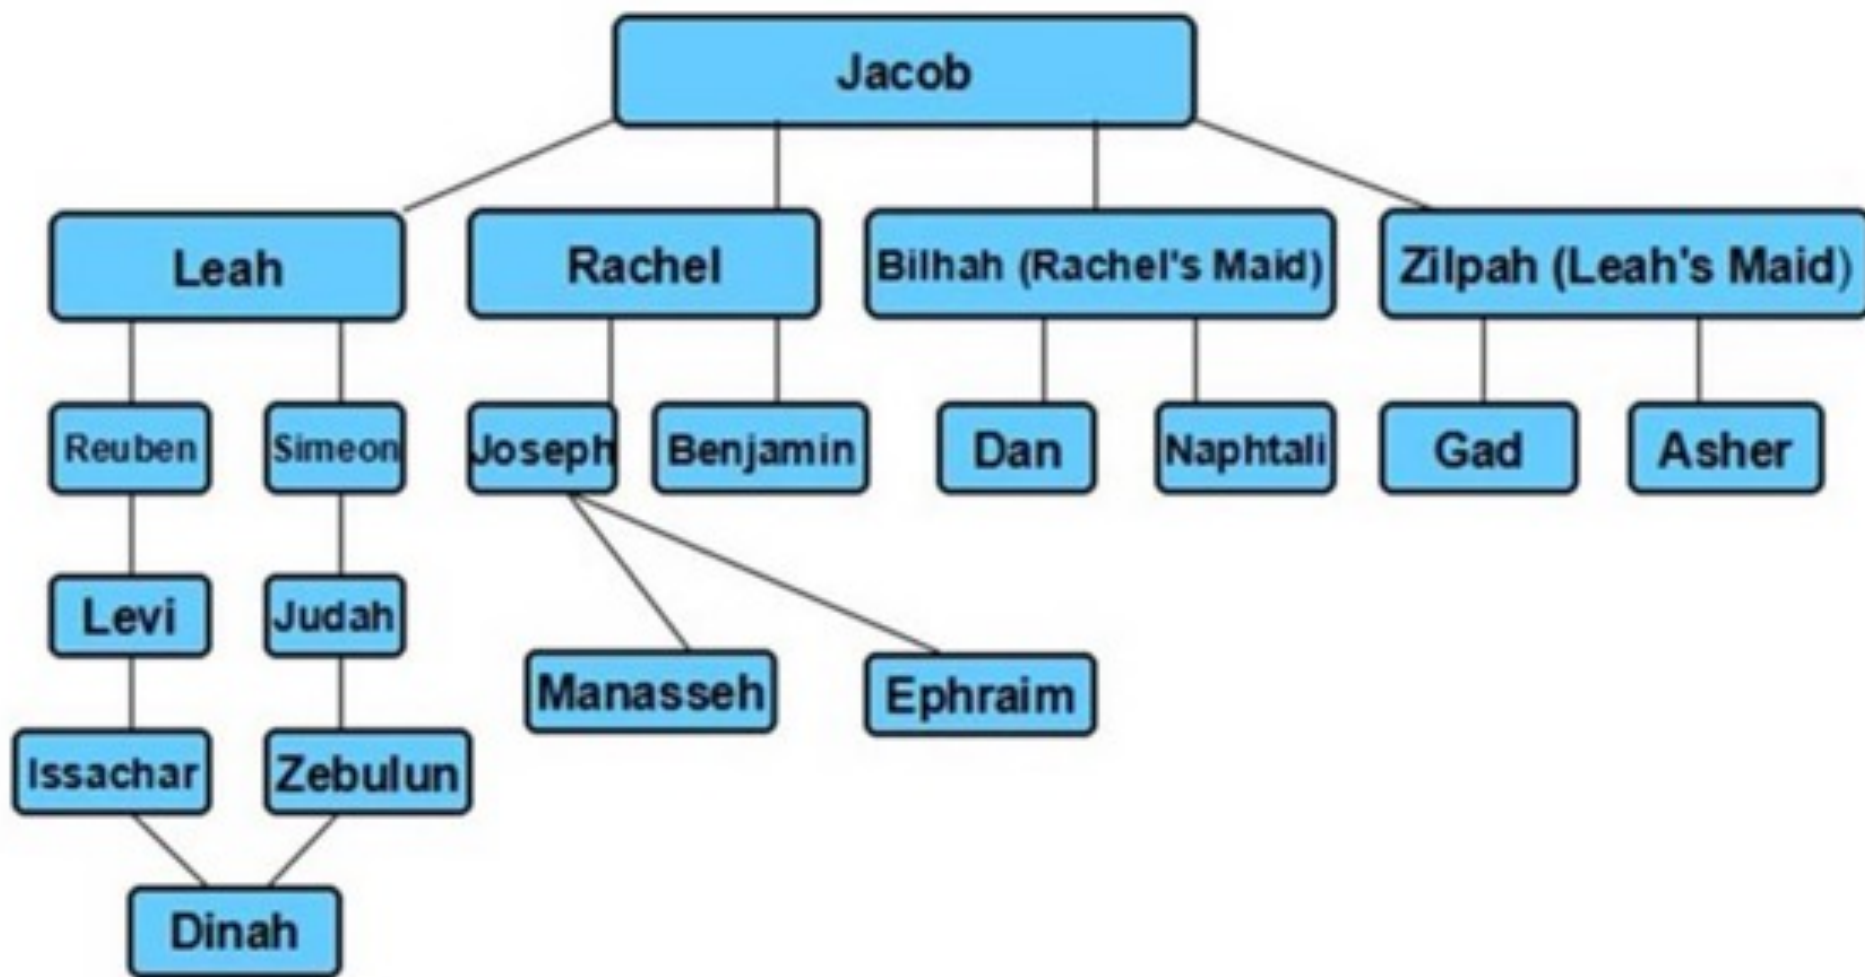 Jacob
Leah
Rachel
Bilhah (Rachel's Maid)
Zilpah (Leah's Maid)
Reuben
Simeon
Joseph
Benjamin
Dan
Naphtali
Gad
Asher
Levi
Judah
Manasseh
Ephraim
Issachar
Zebulun
Dinah